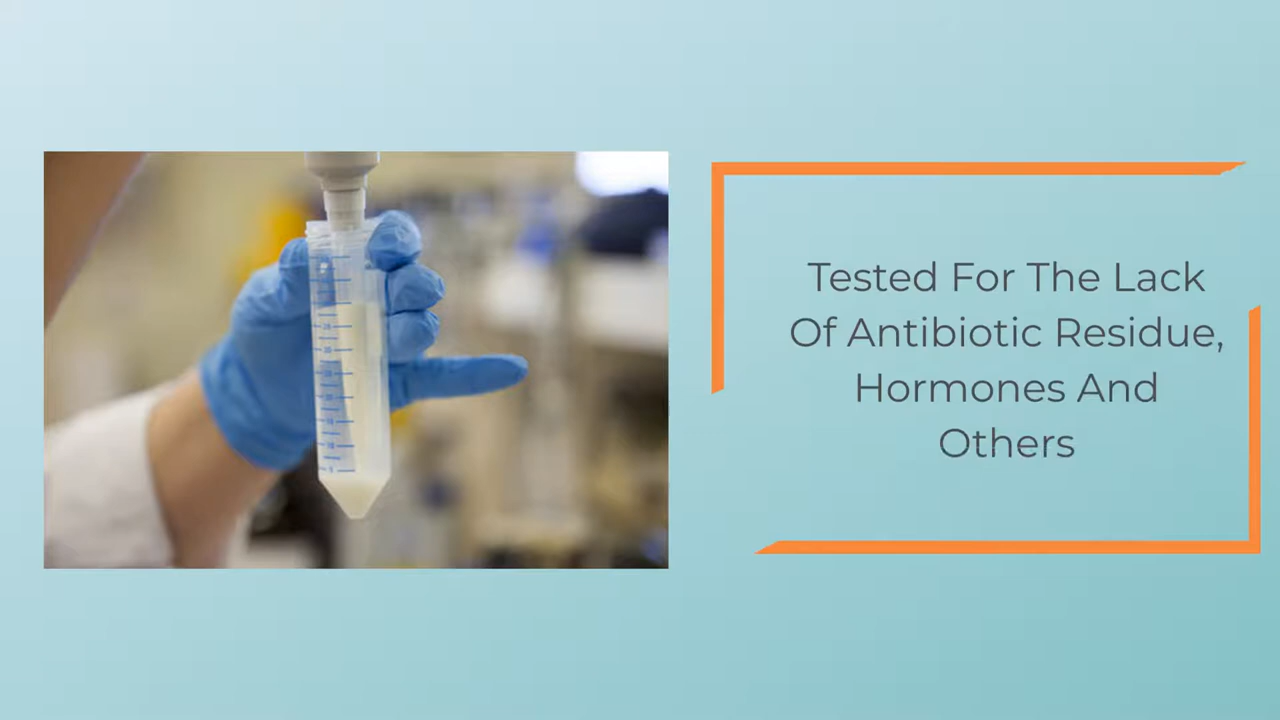 Tested For The Lack
Of Antibiotic Residue,
Hormones And
Others